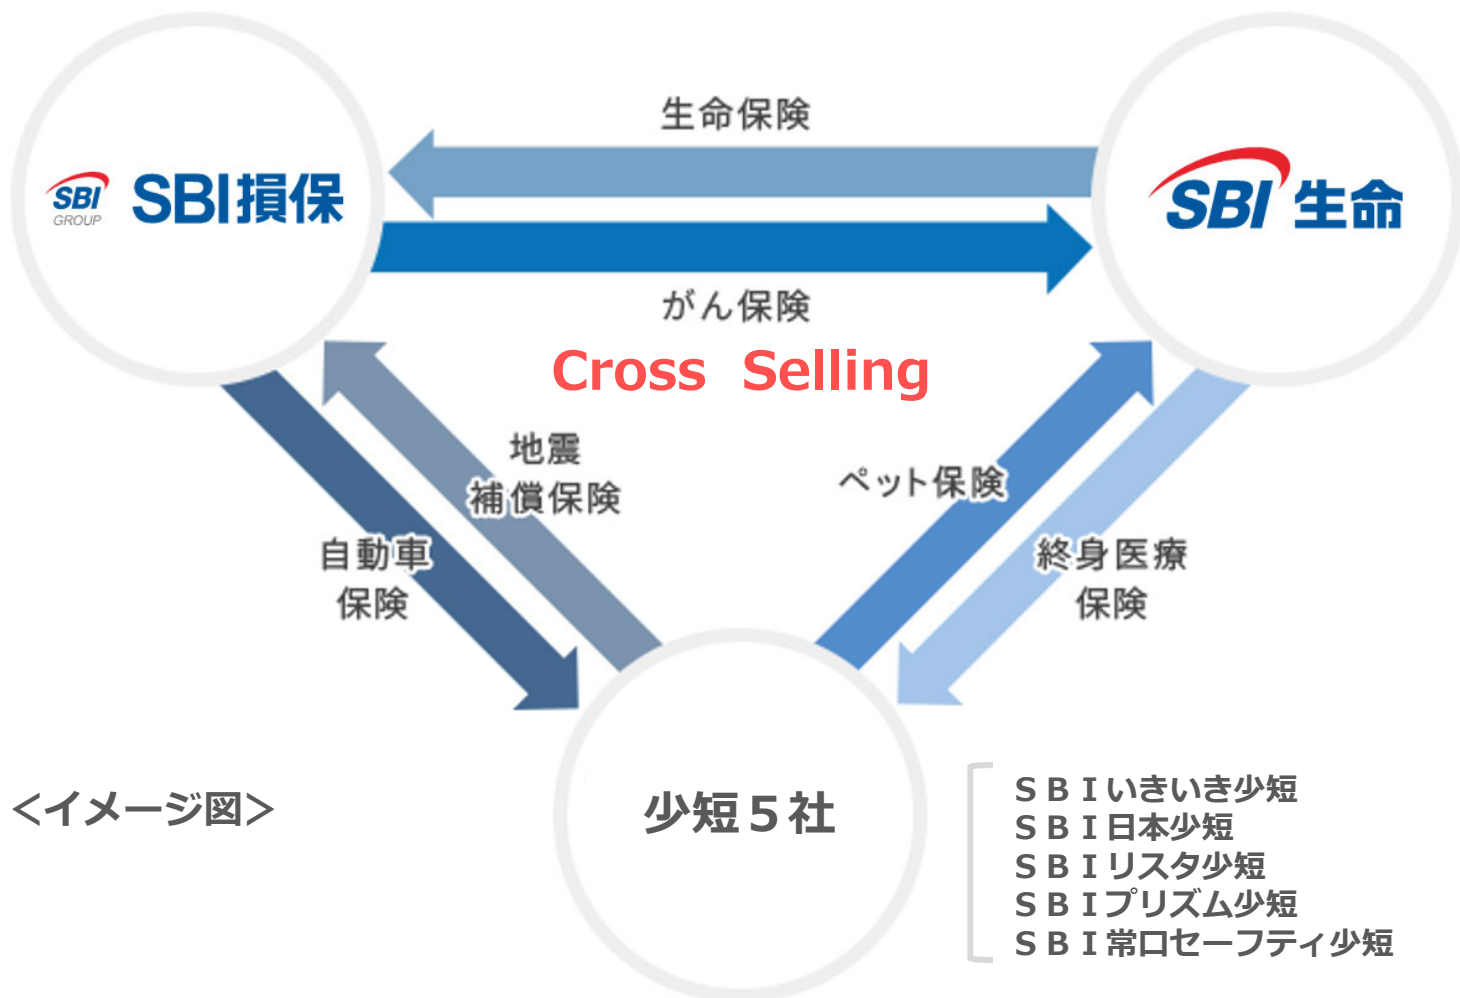 生命保険
SBI
GROUP
SBI損保
SBI生命
がん保険
Cross Selling
地震
補償保険
ペット保険
自動車
保険
終身医療
保険
<イメージ図>
少短5社
SBIいきいき少短
SBI日本少短
SBIリスタ少短
SBIプリズム少短
SBI常口セーフティ少短